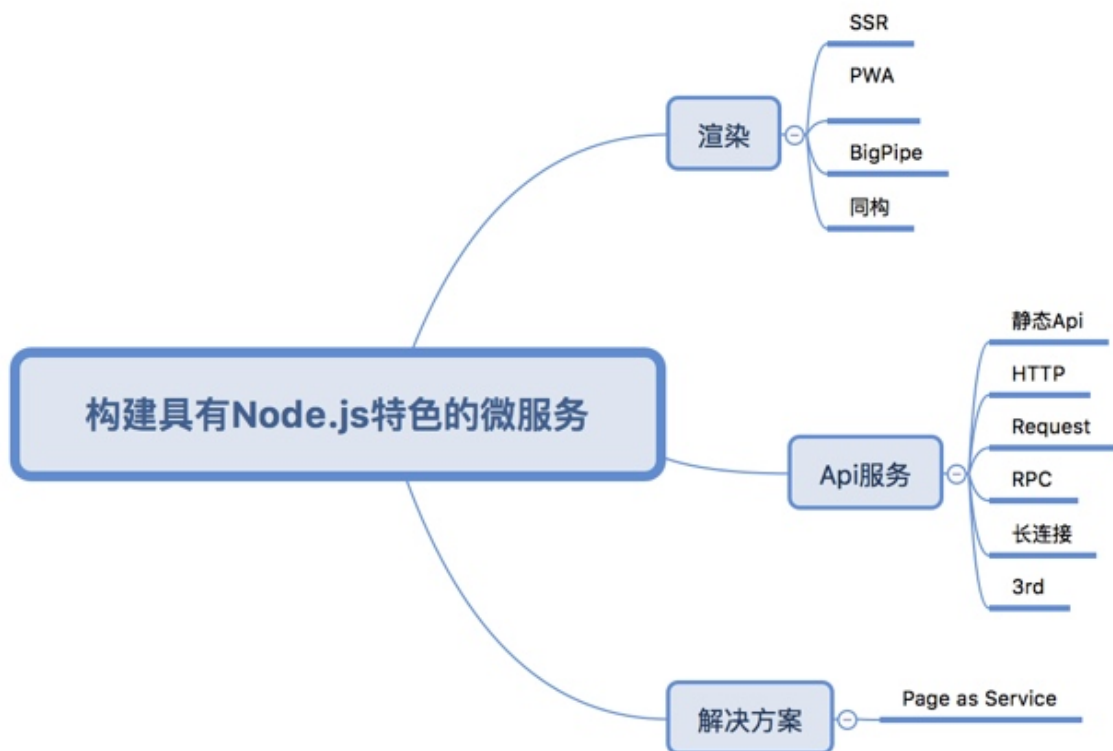 构建具有Node.js特色的微服务
渲染
SSR
PWA
BigPipe
同构
Api服务
静态Api
HTTP
Request
RPC
长连接
3rd
解决方案
Page as Service